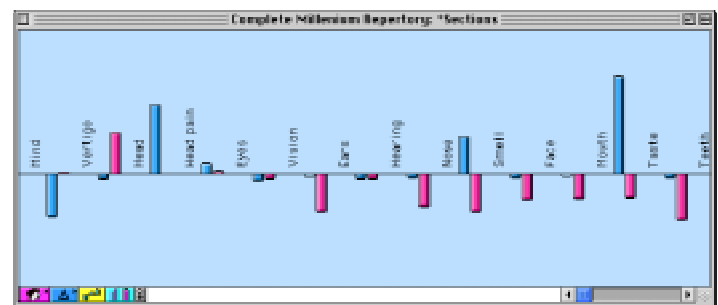 Complete Millenium Repertory: *Sections
Mind
Vertigo
Head
Head pain
Eyes
Vision
Ears
Hearing
Nose
Smell
Face
Mouth
Taste
Teeth